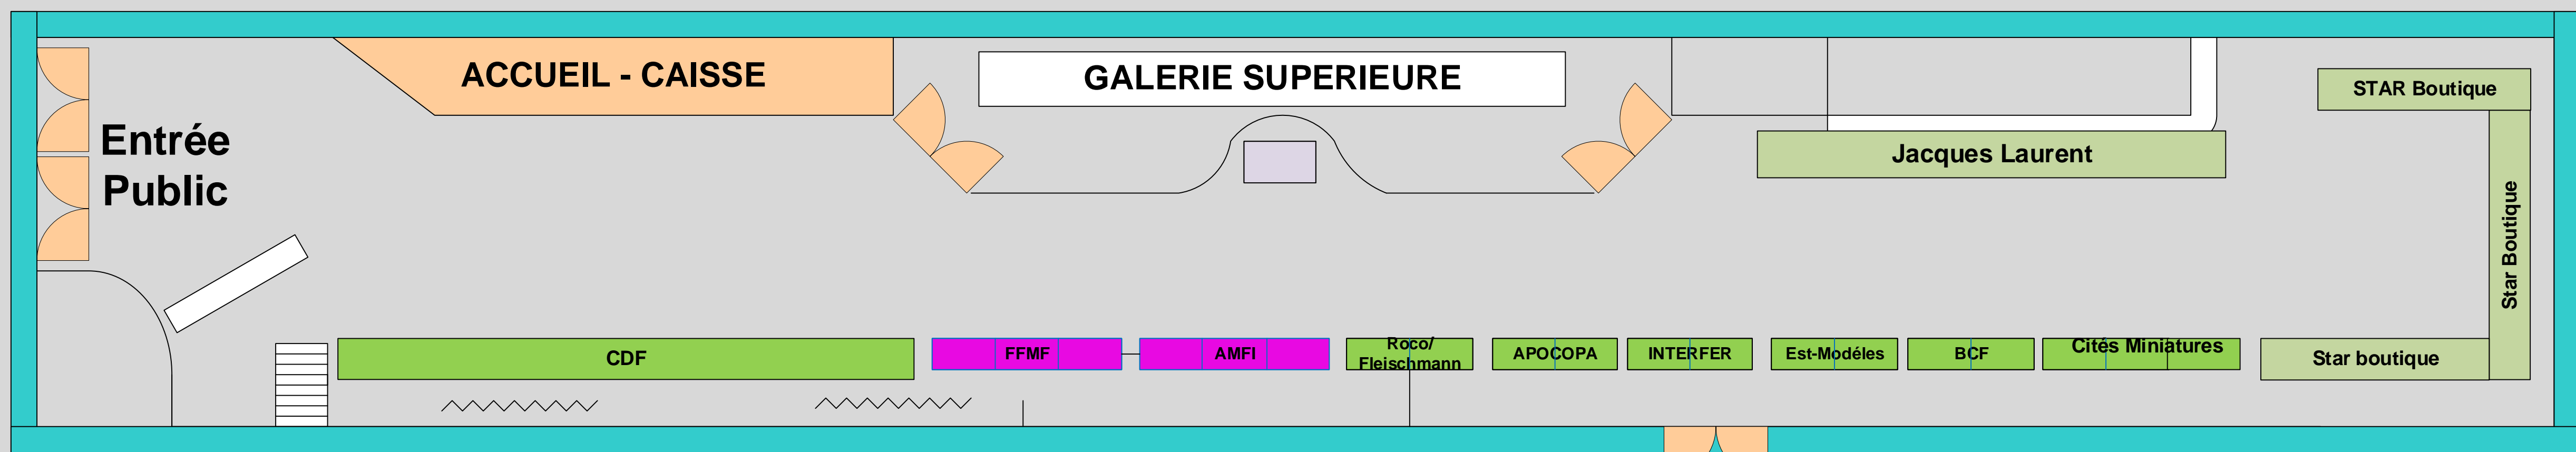 ACCUEIL - CAISSE
GALERIE SUPERIEURE
STAR Boutique
Entrée
Public
Jacques Laurent
Star Boutique
CDF
FFMF
AMFI
Roco/
Fleischmann
APOCOPA
INTERFER
Est-Modéles
BCF
Cités Miniatures
Star boutique